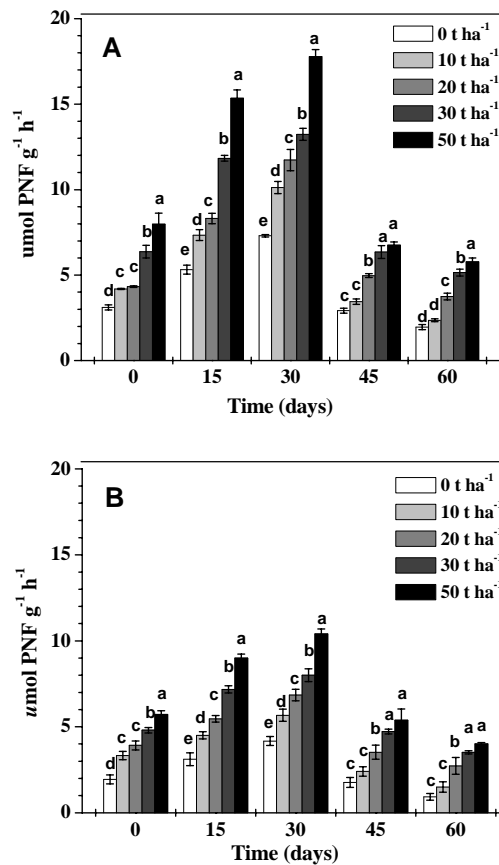 A
0 t ha⁻¹
10 t ha⁻¹
20 t ha⁻¹
30 t ha⁻¹
50 t ha⁻¹
umol PNF g⁻¹ h⁻¹
20
15
10
5
0
d c c b a
e d c b a
e d c b a
c c b a a
d d c b a
0 15 30 45 60
Time (days)
B
0 t ha⁻¹
10 t ha⁻¹
20 t ha⁻¹
30 t ha⁻¹
50 t ha⁻¹
umol PNF g⁻¹ h⁻¹
20
15
10
5
0
d c c b a
e d c b a
e d c b a
c c b a a
c c b a a
0 15 30 45 60
Time (days)